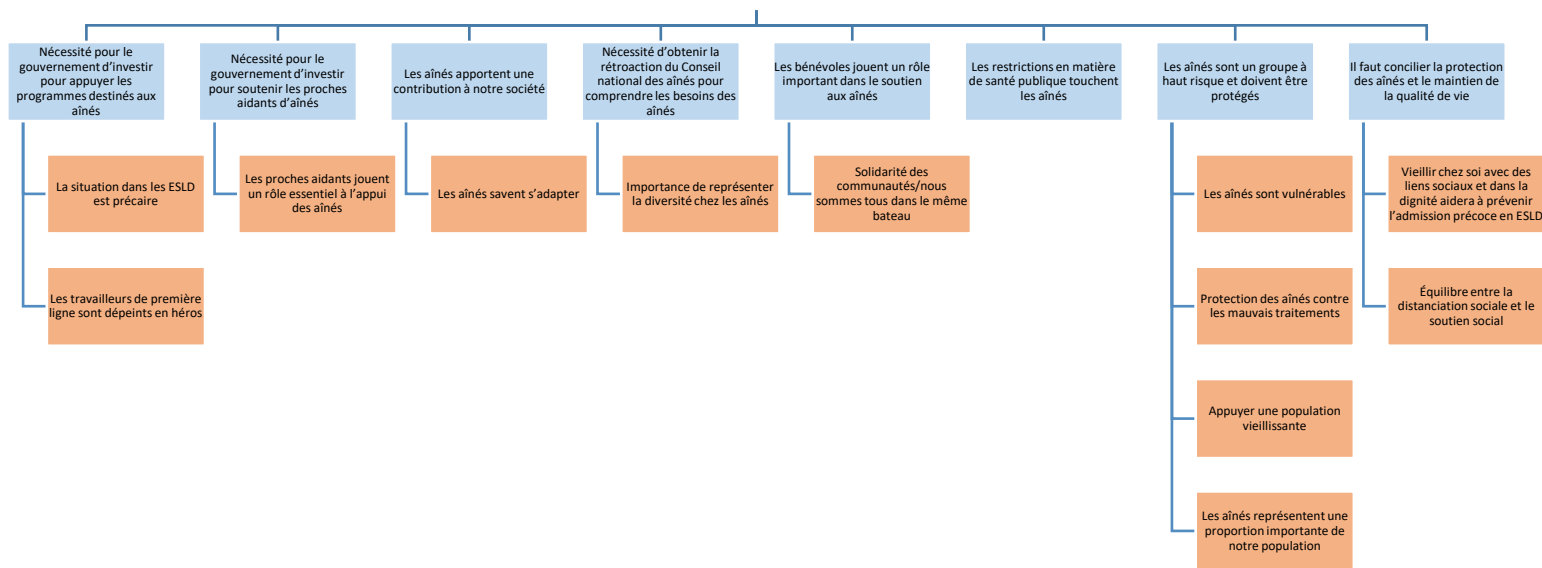 Nécessité pour le
gouvernement d'investir
pour appuyer les
programmes destinés aux
aînés
La situation dans les ESLD
est précaire
Les travailleurs de première
ligne sont dépeints en héros
Nécessité pour le
gouvernement d'investir
pour soutenir les proches
aidants d'aînés
Les proches aidants jouent
un rôle essentiel à l'appui
des aînés
Les aînés apportent une
contribution à notre société
Les aînés savent s'adapter
Nécessité d'obtenir la
rétroaction du Conseil
national des aînés pour
comprendre les besoins des
aînés
Importance de représenter
la diversité chez les aînés
Les bénévoles jouent un rôle
important dans le soutien
aux aînés
Solidarité des
communautés/nous
sommes tous dans le même
bateau
Les restrictions en matière
de santé publique touchent
les aînés
Les aînés sont un groupe à
haut risque et doivent être
protégés
Les aînés sont vulnérables
Protection des aînés contre
les mauvais traitements
Appuyer une population
vieillissante
Les aînés représentent une
proportion importante de
notre population
Il faut concilier la protection
des aînés et le maintien de
la qualité de vie
Vieillir chez soi avec des
liens sociaux et dans la
dignité aidera à prévenir
l'admission précoce en ESLD
Équilibre entre la
distanciation sociale et le
soutien social